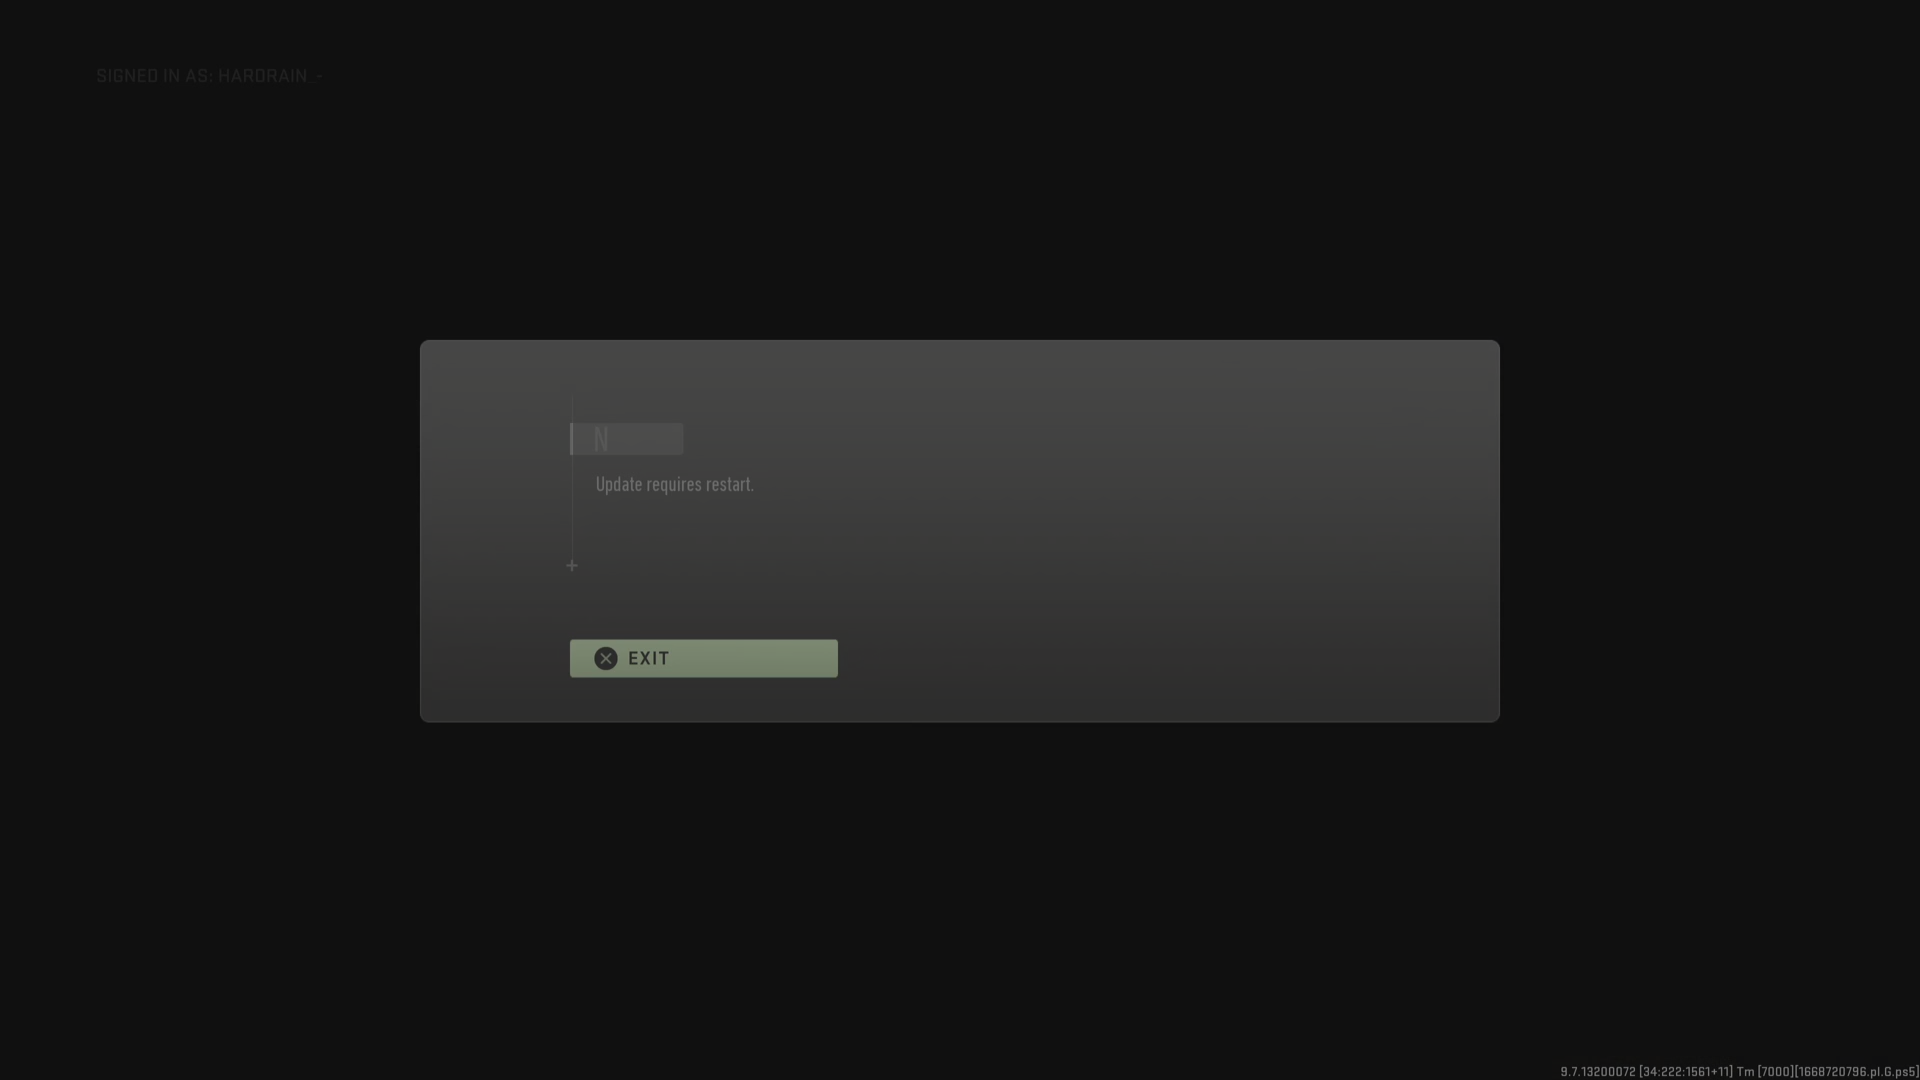 SIGNED IN AS: HARDRAIN -
N
Update requires restart.
EXIT
9.7.13200072 [34:222:1561+11] Tm [7000][1668720796.pl.G.ps5]